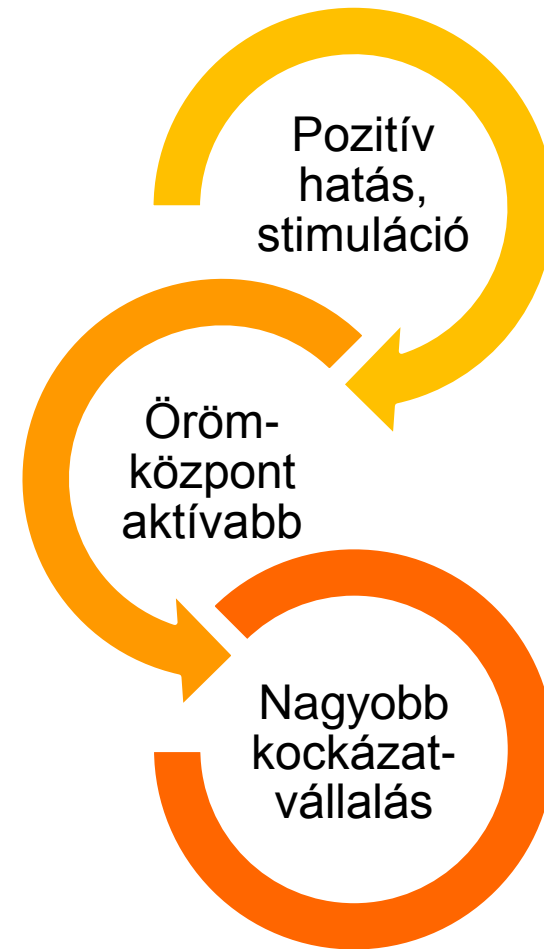 Pozitív
hatás,
stimuláció
Öröm-
központ
aktívabb
Nagyobb
kockázat-
vállalás